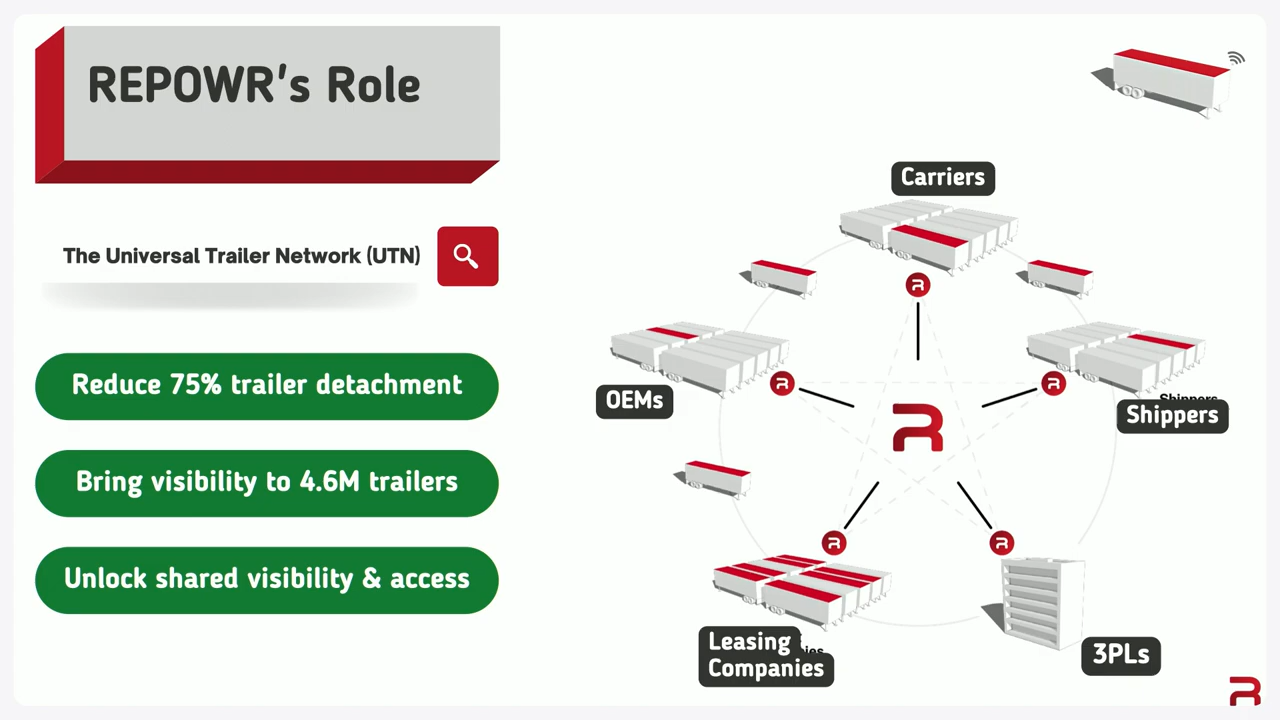 REPOWR's Role
The Universal Trailer Network (UTN)
Reduce 75% trailer detachment
Bring visibility to 4.6M trailers
Unlock shared visibility & access
Carriers
OEMs
Shippers
Leasing
Companies
3PLs